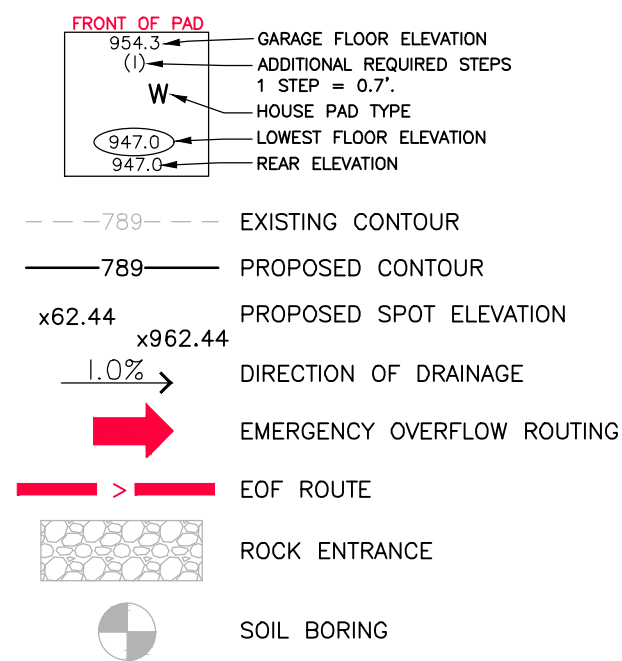 FRONT OF PAD
954.3 GARAGE FLOOR ELEVATION
(1) ADDITIONAL REQUIRED STEPS
1 STEP = 0.7'.
W HOUSE PAD TYPE
947.0 LOWEST FLOOR ELEVATION
947.0 REAR ELEVATION
789 EXISTING CONTOUR
789 PROPOSED CONTOUR
x62.44 PROPOSED SPOT ELEVATION
x962.44
1.0% DIRECTION OF DRAINAGE
EMERGENCY OVERFLOW ROUTING
> EOF ROUTE
ROCK ENTRANCE
SOIL BORING